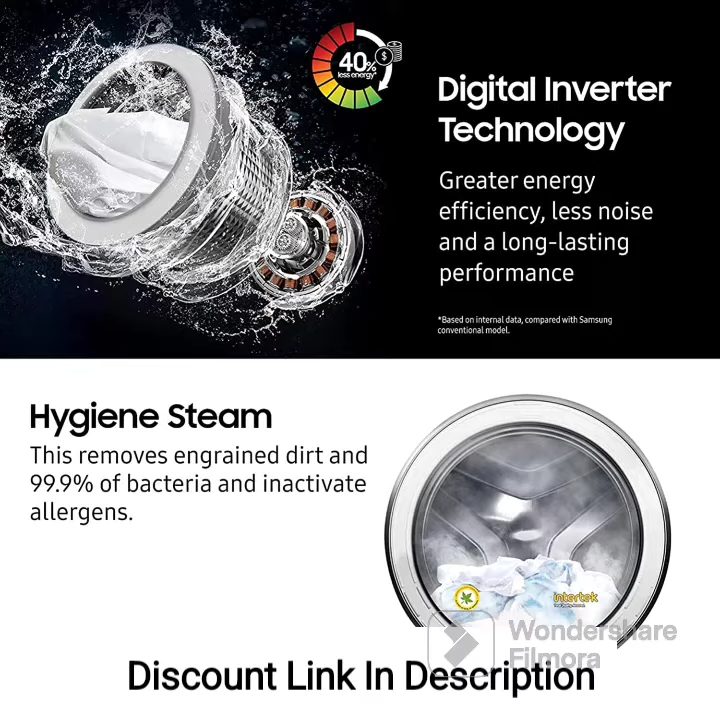 40%
less energy*
$
Digital Inverter
Technology
Greater energy
efficiency, less noise
and a long-lasting
performance
*Based on internal data, compared with Samsung
conventional model.
Hygiene Steam
This removes engrained dirt and
99.9% of bacteria and inactivate
allergens.
intertek
Wondershare
Filmora
Discount Link In Description